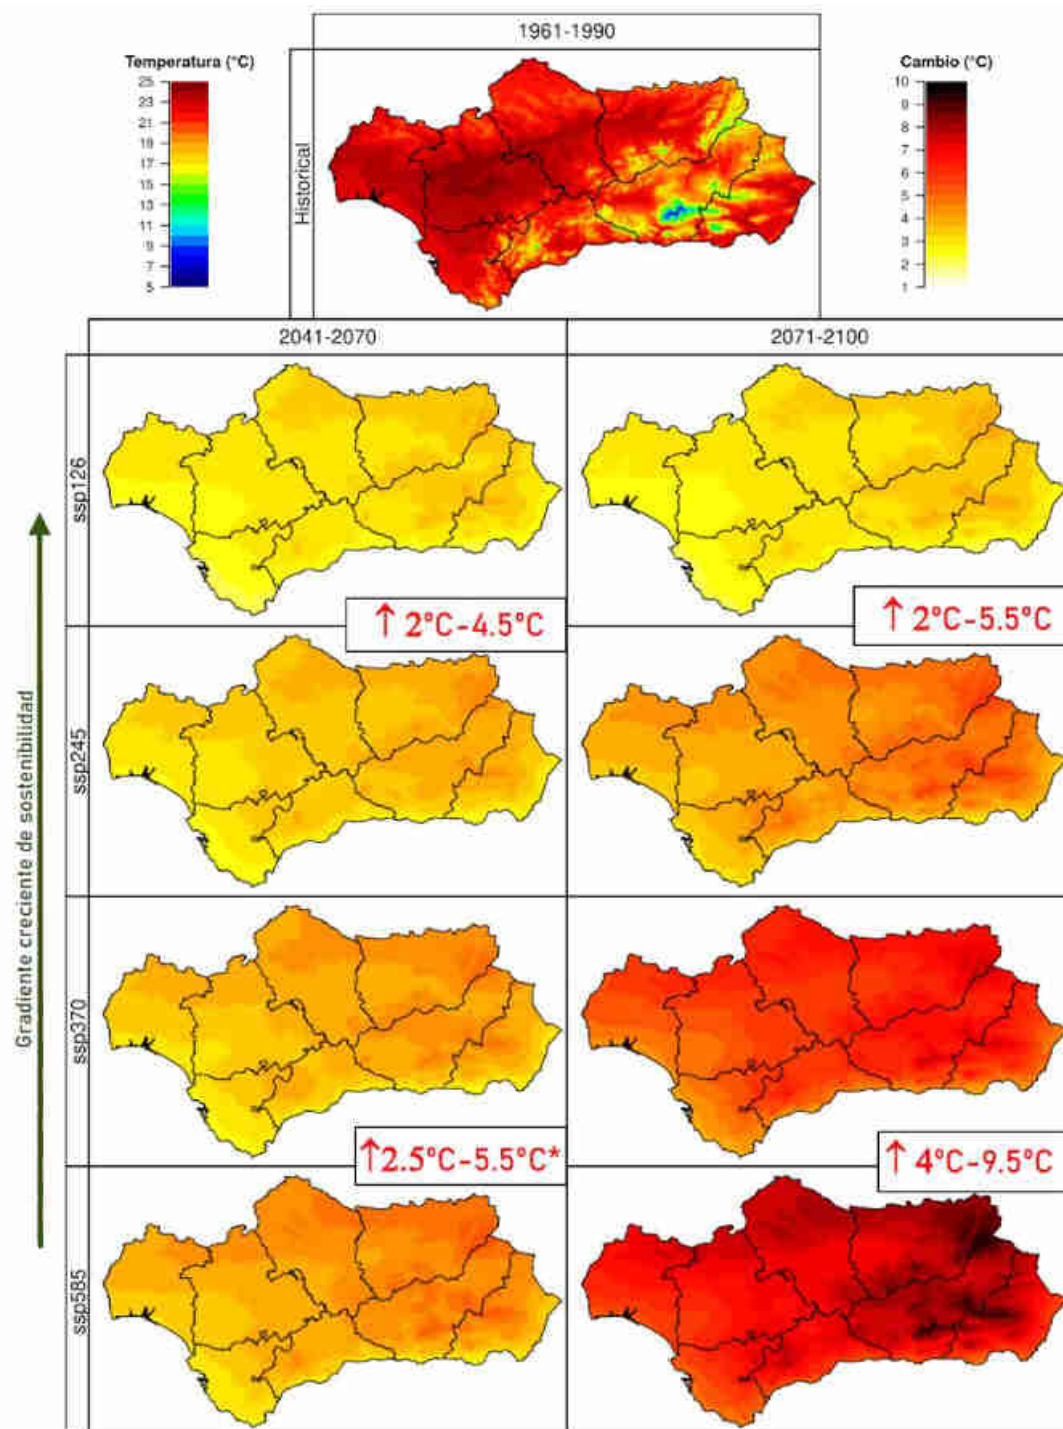 1961-1990
Temperatura (°C)
25
23
21
19
17
15
13
11
9
7
5
Historical
Cambio (°C)
10
9
8
7
6
5
4
3
2
1
2041-2070
2071-2100
Gradiente creciente de sostenibilidad
ssp126
↑ 2°C-4.5°C
↑ 2°C-5.5°C
ssp245
ssp370
↑2.5°C-5.5°C*
↑ 4°C-9.5°C
ssp585